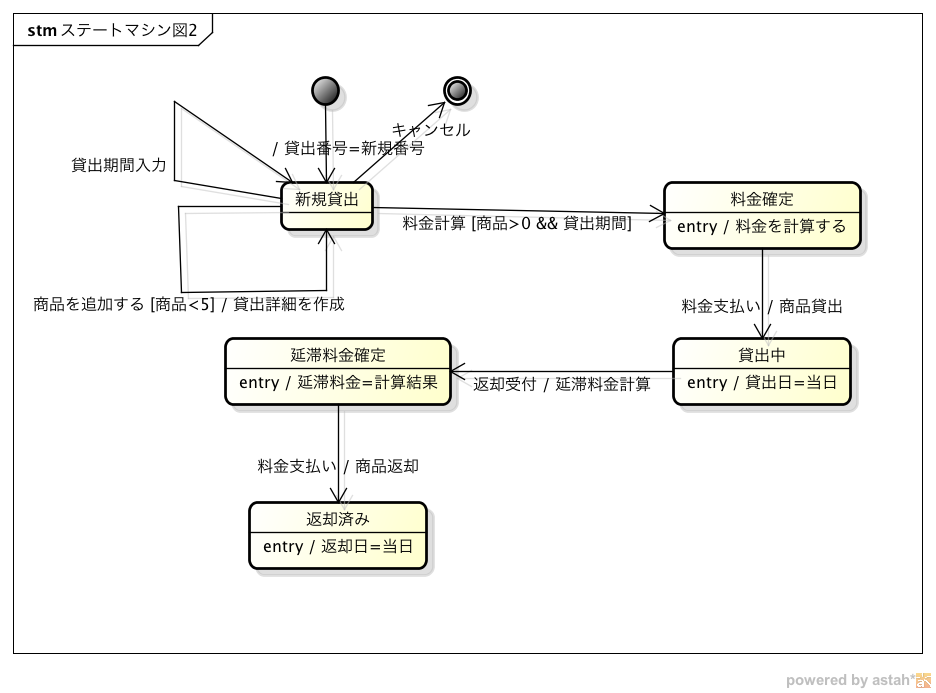 stm ステートマシン図2
キャンセル
/ 貸出番号=新規番号
貸出期間入力
新規貸出
料金確定
entry / 料金を計算する
料金計算 [商品>0 && 貸出期間]
商品を追加する [商品<5] / 貸出詳細を作成
料金支払い / 商品貸出
延滞料金確定
entry / 延滞料金=計算結果
貸出中
entry / 貸出日=当日
返却受付 / 延滞料金計算
料金支払い / 商品返却
返却済み
entry / 返却日=当日
powered by astah*